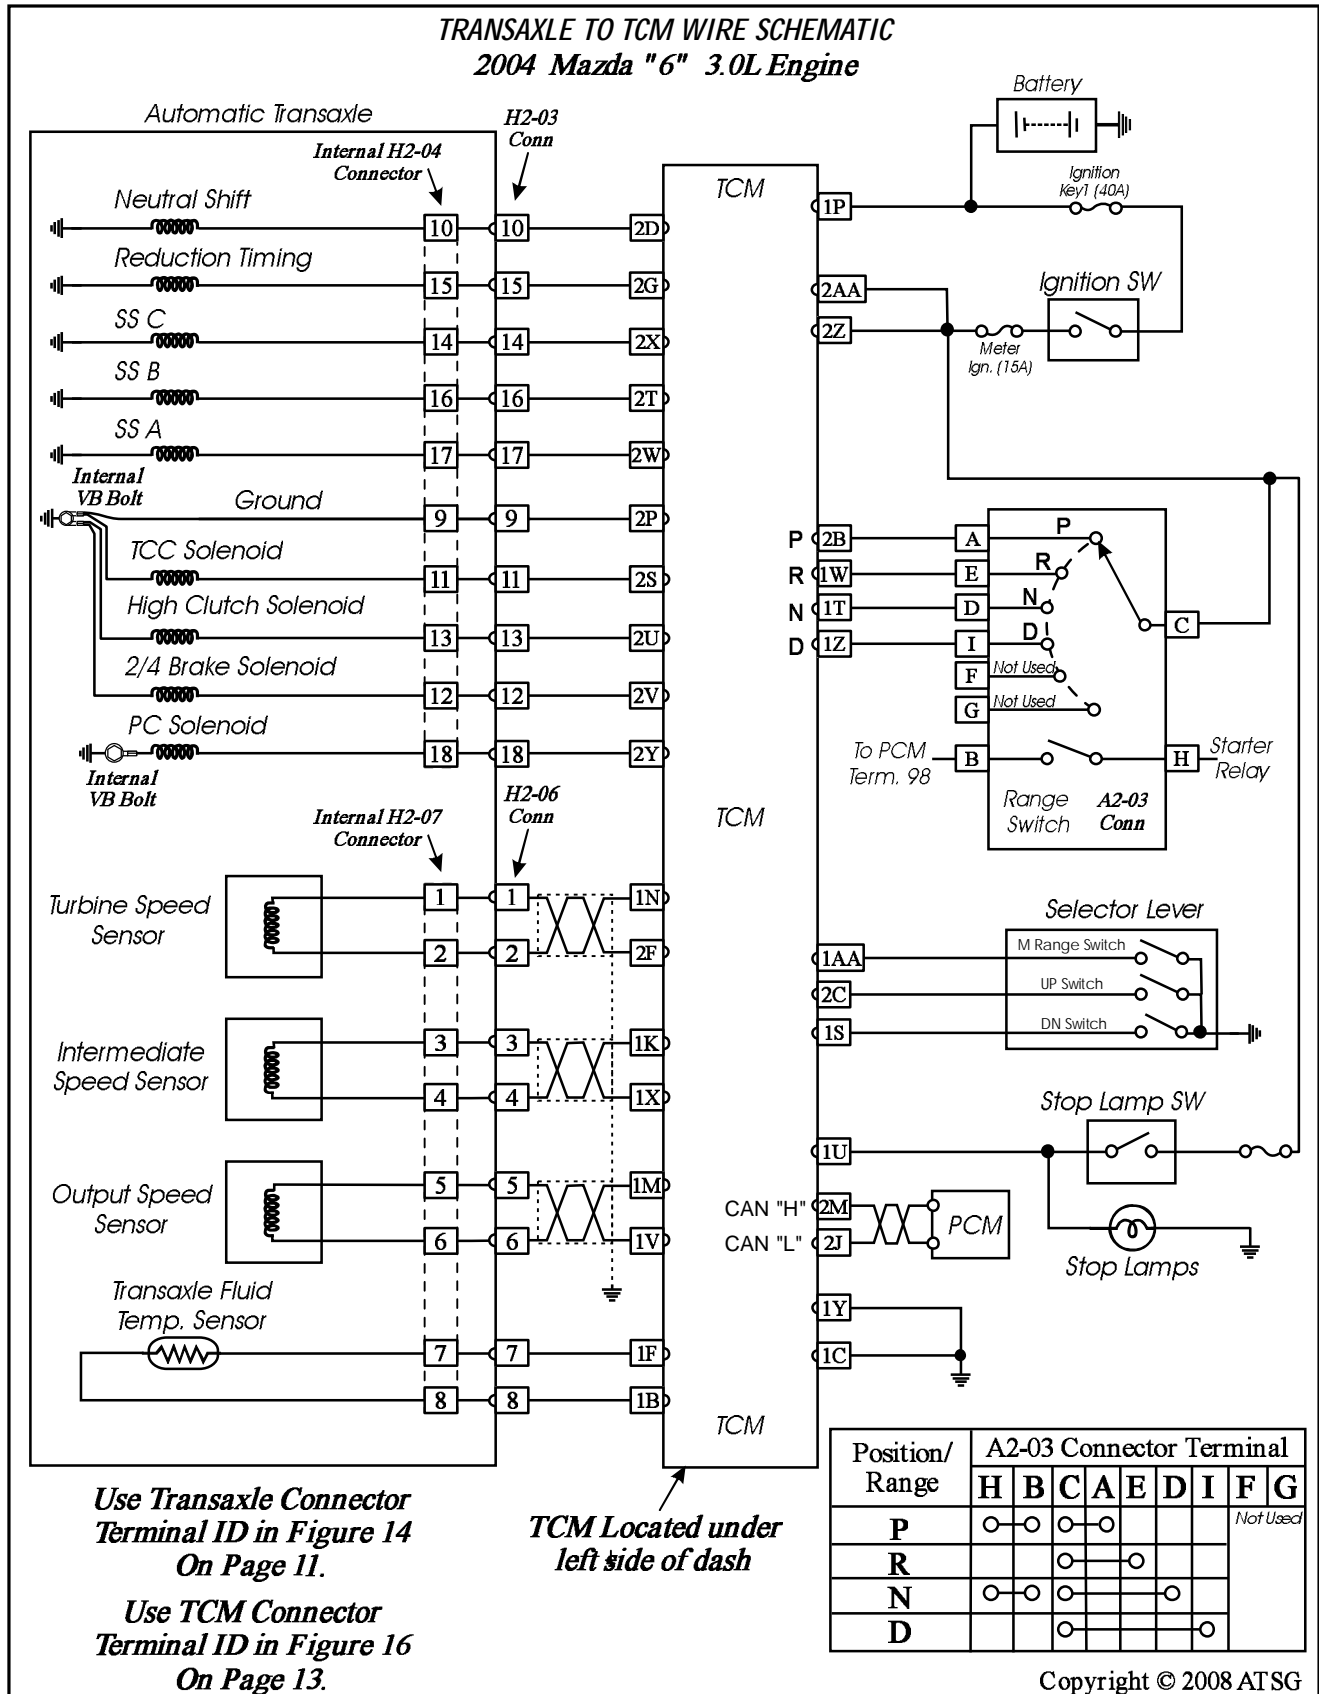 TRANSAXLE TO TCM WIRE SCHEMATIC
2004 Mazda "6" 3.0L Engine
Automatic Transaxle
Internal H2-04
Connector
H2-03
Conn
Neutral Shift
10 10 2D
Reduction Timing
15 15 2G
SS C
14 14 2X
SS B
16 16 2T
SS A
17 17 2W
Internal
VB Bolt
Ground
9 9 2P
TCC Solenoid
11 11 2S
High Clutch Solenoid
13 13 2U
2/4 Brake Solenoid
12 12 2V
PC Solenoid
18 18 2Y
Internal
VB Bolt
Internal H2-07
Connector
H2-06
Conn
Turbine Speed
Sensor
1 1 1N
2 2 2F
Intermediate
Speed Sensor
3 3 1K
4 4 1X
Output Speed
Sensor
5 5 1M
6 6 1V
Transaxle Fluid
Temp. Sensor
7 7 1F
8 8 1B
TCM
TCM
TCM
Battery
1P
Ignition
Key1 (40A)
2AA
Ignition SW
2Z
Meter
Ign. (15A)
P 2B A P
R 1W E R
N 1T D N
D 1Z I D
C
F Not Used
G Not Used
To PCM
Term. 98
B
H
Starter
Relay
Range
Switch
A2-03
Conn
Selector Lever
1AA M Range Switch
2C UP Switch
1S DN Switch
Stop Lamp SW
1U
CAN "H" 2M
CAN "L" 2J
PCM
Stop Lamps
1Y
1C
Use Transaxle Connector
Terminal ID in Figure 14
On Page 11.
Use TCM Connector
Terminal ID in Figure 16
On Page 13.
TCM Located under
left side of dash
Position/
Range
A2-03 Connector Terminal
H B C A E D I F G
P
Not Used
R
N
D
Copyright © 2008 ATSG